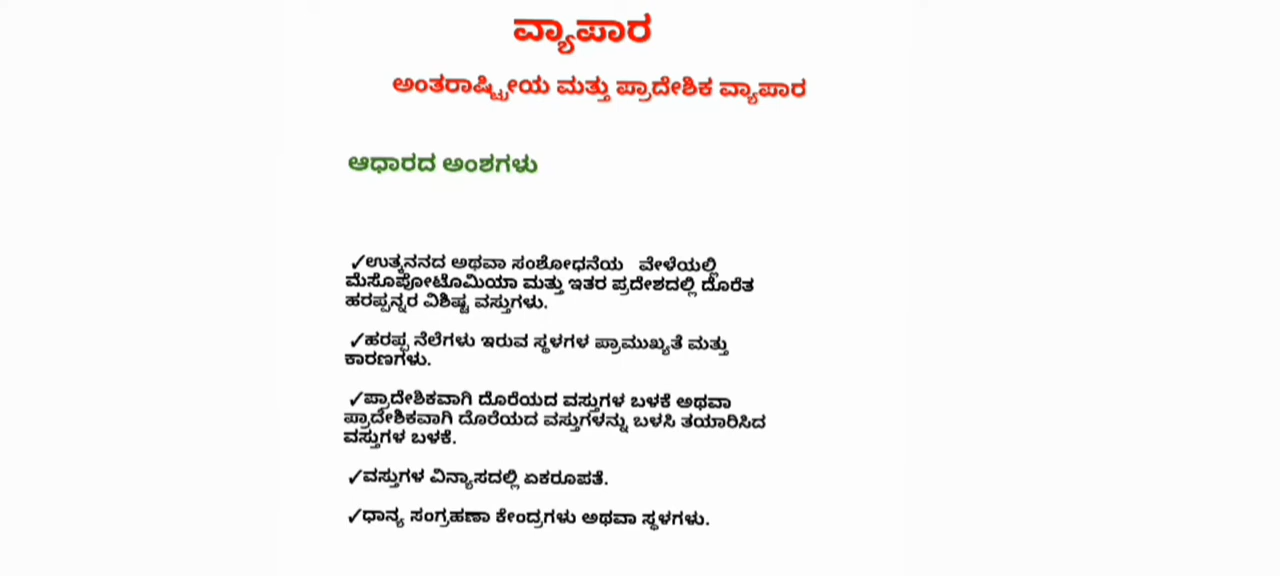 ವ್ಯಾಪಾರ
ಅಂತರಾಷ್ಟ್ರೀಯ ಮತ್ತು ಪ್ರಾದೇಶಿಕ ವ್ಯಾಪಾರ
ಆಧಾರದ ಅಂಶಗಳು
✓ಉತ್ಕನನದ ಅಥವಾ ಸಂಶೋಧನೆಯ ವೇಳೆಯಲ್ಲಿ
ಮೆಸೊಪೋಟೊಮಿಯಾ ಮತ್ತು ಇತರ ಪ್ರದೇಶದಲ್ಲಿ ದೊರೆತ
ಹರಪ್ಪನ್ನರ ವಿಶಿಷ್ಟ ವಸ್ತುಗಳು.
✓ಹರಪ್ಪ ನೆಲೆಗಳು ಇರುವ ಸ್ಥಳಗಳ ಪ್ರಾಮುಖ್ಯತೆ ಮತ್ತು
ಕಾರಣಗಳು.
✓ಪ್ರಾದೇಶಿಕವಾಗಿ ದೊರೆಯದ ವಸ್ತುಗಳ ಬಳಕೆ ಅಥವಾ
ಪ್ರಾದೇಶಿಕವಾಗಿ ದೊರೆಯದ ವಸ್ತುಗಳನ್ನು ಬಳಸಿ ತಯಾರಿಸಿದ
ವಸ್ತುಗಳ ಬಳಕೆ.
✓ವಸ್ತುಗಳ ವಿನ್ಯಾಸದಲ್ಲಿ ಏಕರೂಪತೆ.
✓ಧಾನ್ಯ ಸಂಗ್ರಹಣಾ ಕೇಂದ್ರಗಳು ಅಥವಾ ಸ್ಥಳಗಳು.